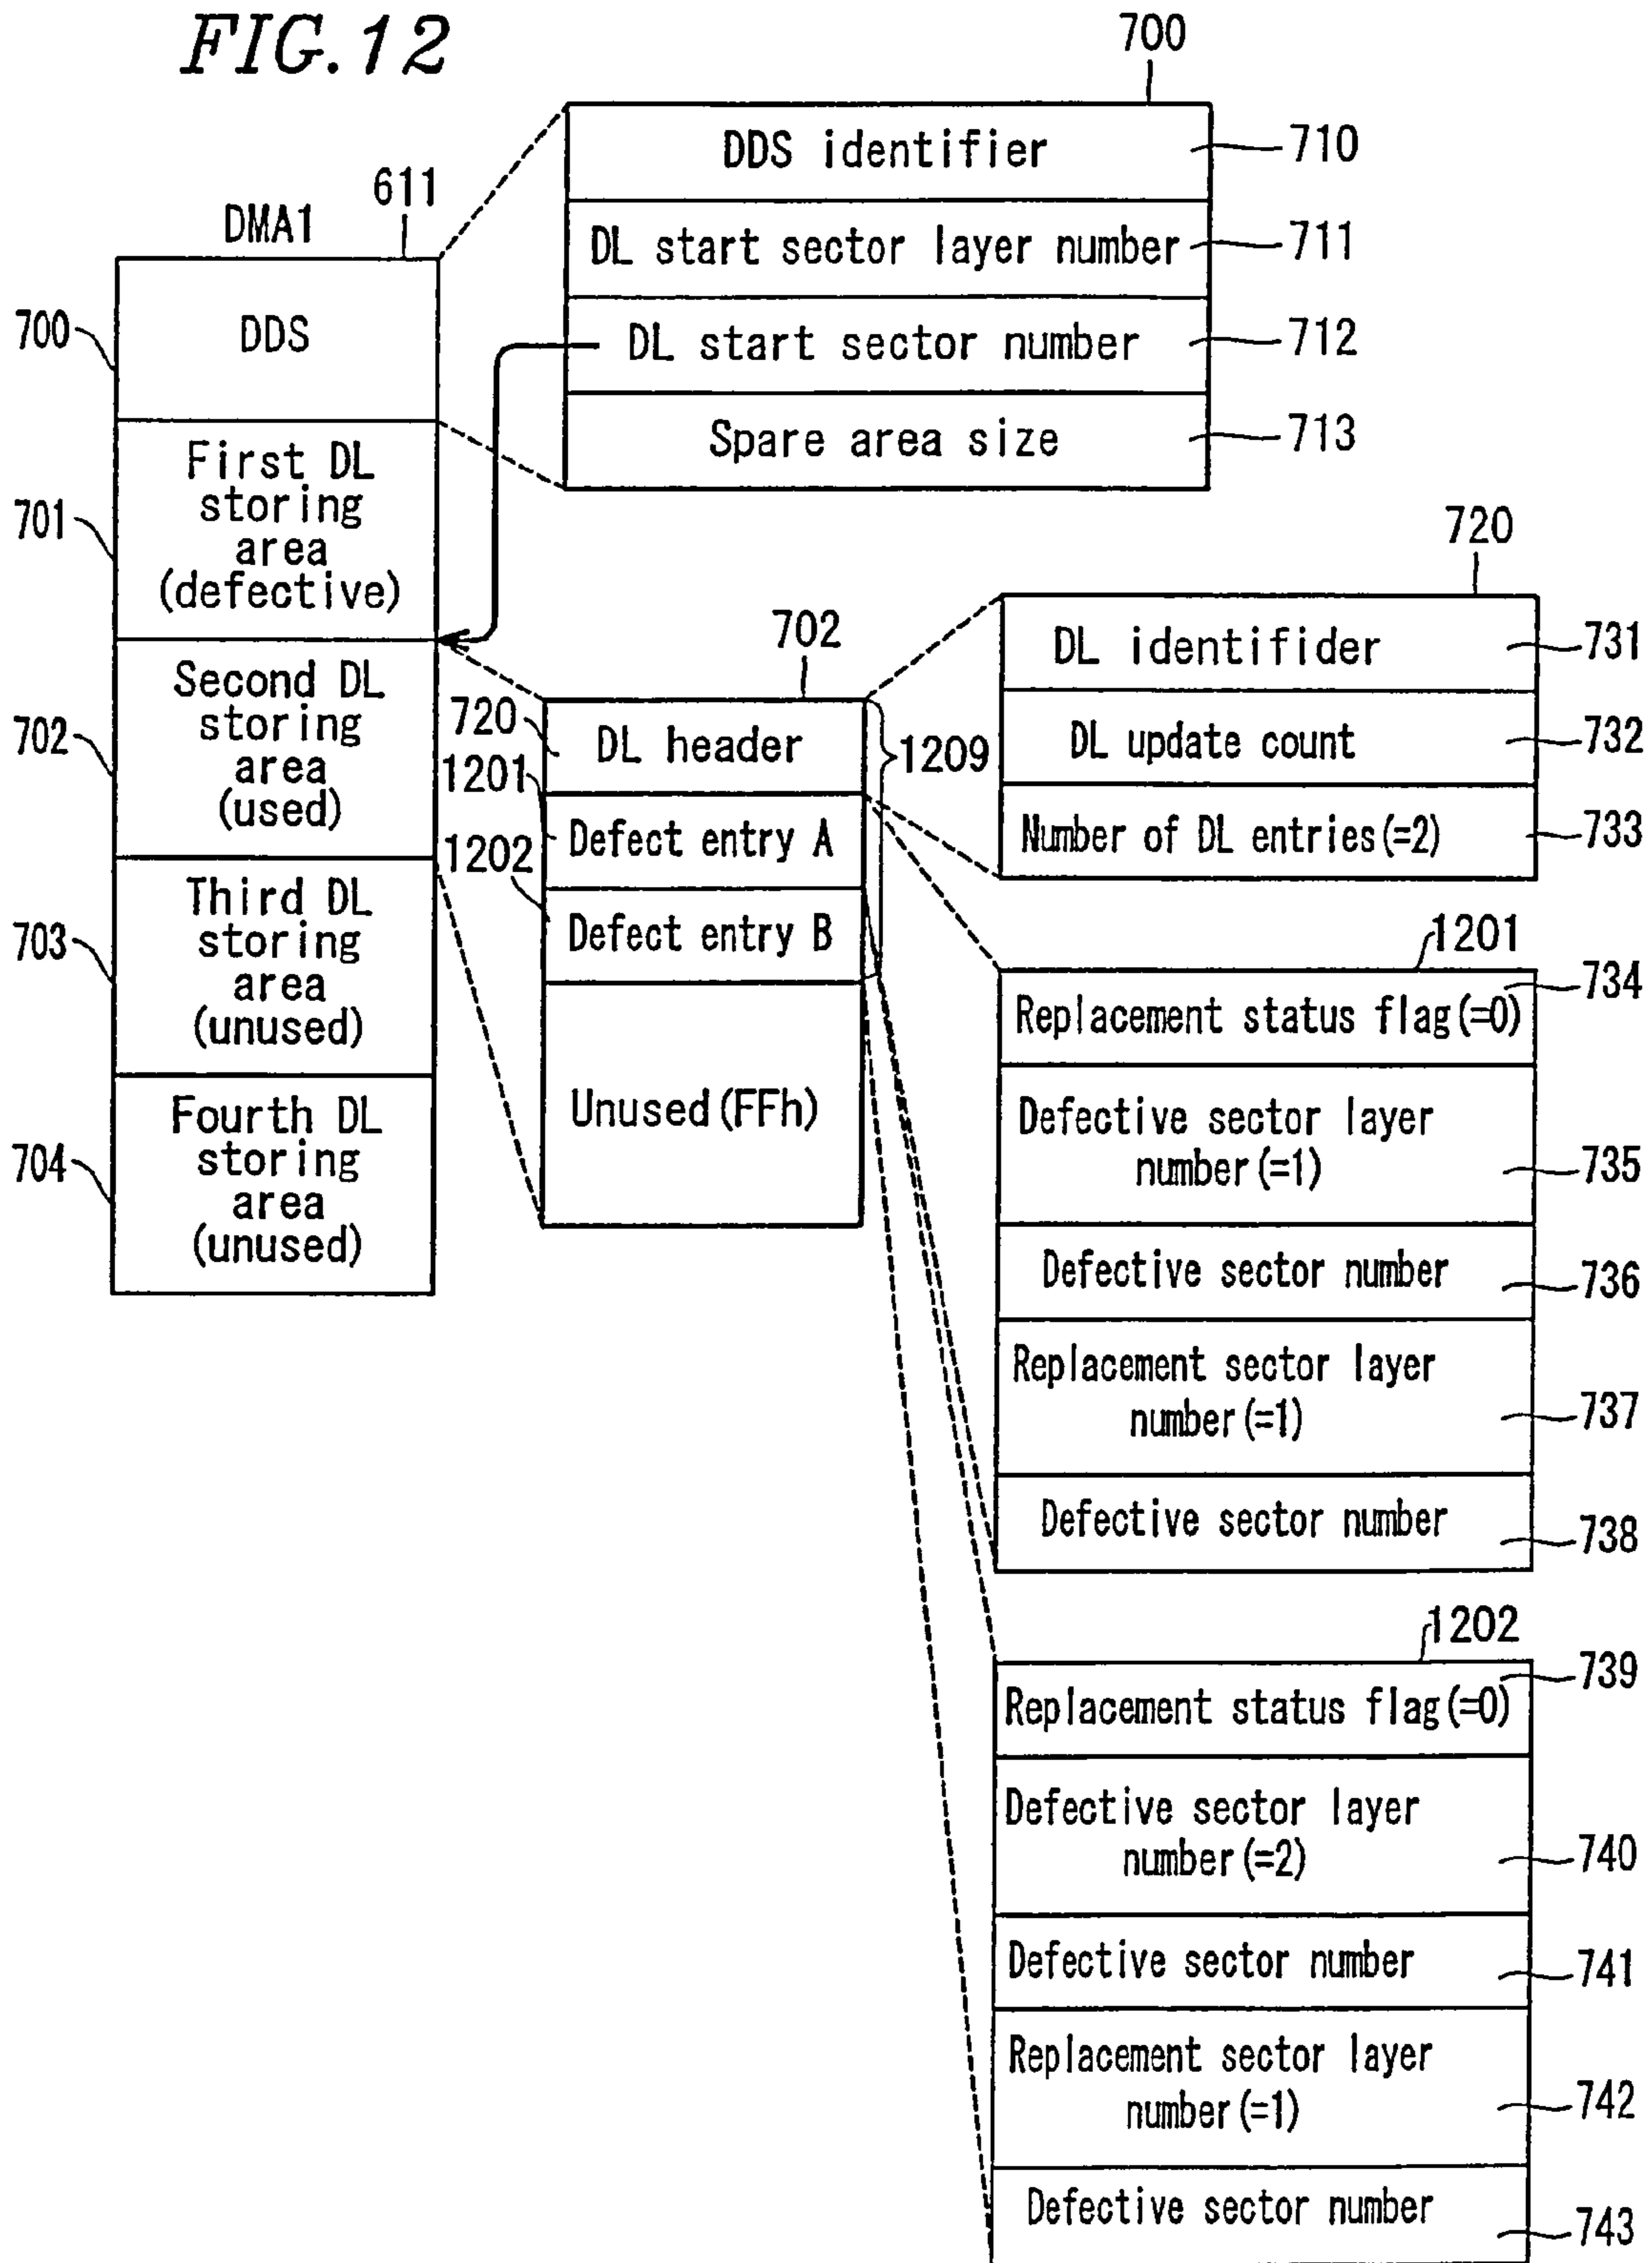 FIG.12
700
DDS identifier
710
DL start sector layer number
711
DL start sector number
712
Spare area size
713
DMA1
611
700
DDS
701
First DL
storing
area
(defective)
702
Second DL
storing
area
(used)
703
Third DL
storing
area
(unused)
704
Fourth DL
storing
area
(unused)
702
720
DL header
1201
Defect entry A
1202
Defect entry B
1209
Unused(FFh)
720
DL identifider
731
DL update count
732
Number of DL entries(=2)
733
1201
Replacement status flag(=0)
734
Defective sector layer
number(=1)
735
Defective sector number
736
Replacement sector layer
number(=1)
737
Defective sector number
738
1202
Replacement status flag(=0)
739
Defective sector layer
number(=2)
740
Defective sector number
741
Replacement sector layer
number(=1)
742
Defective sector number
743